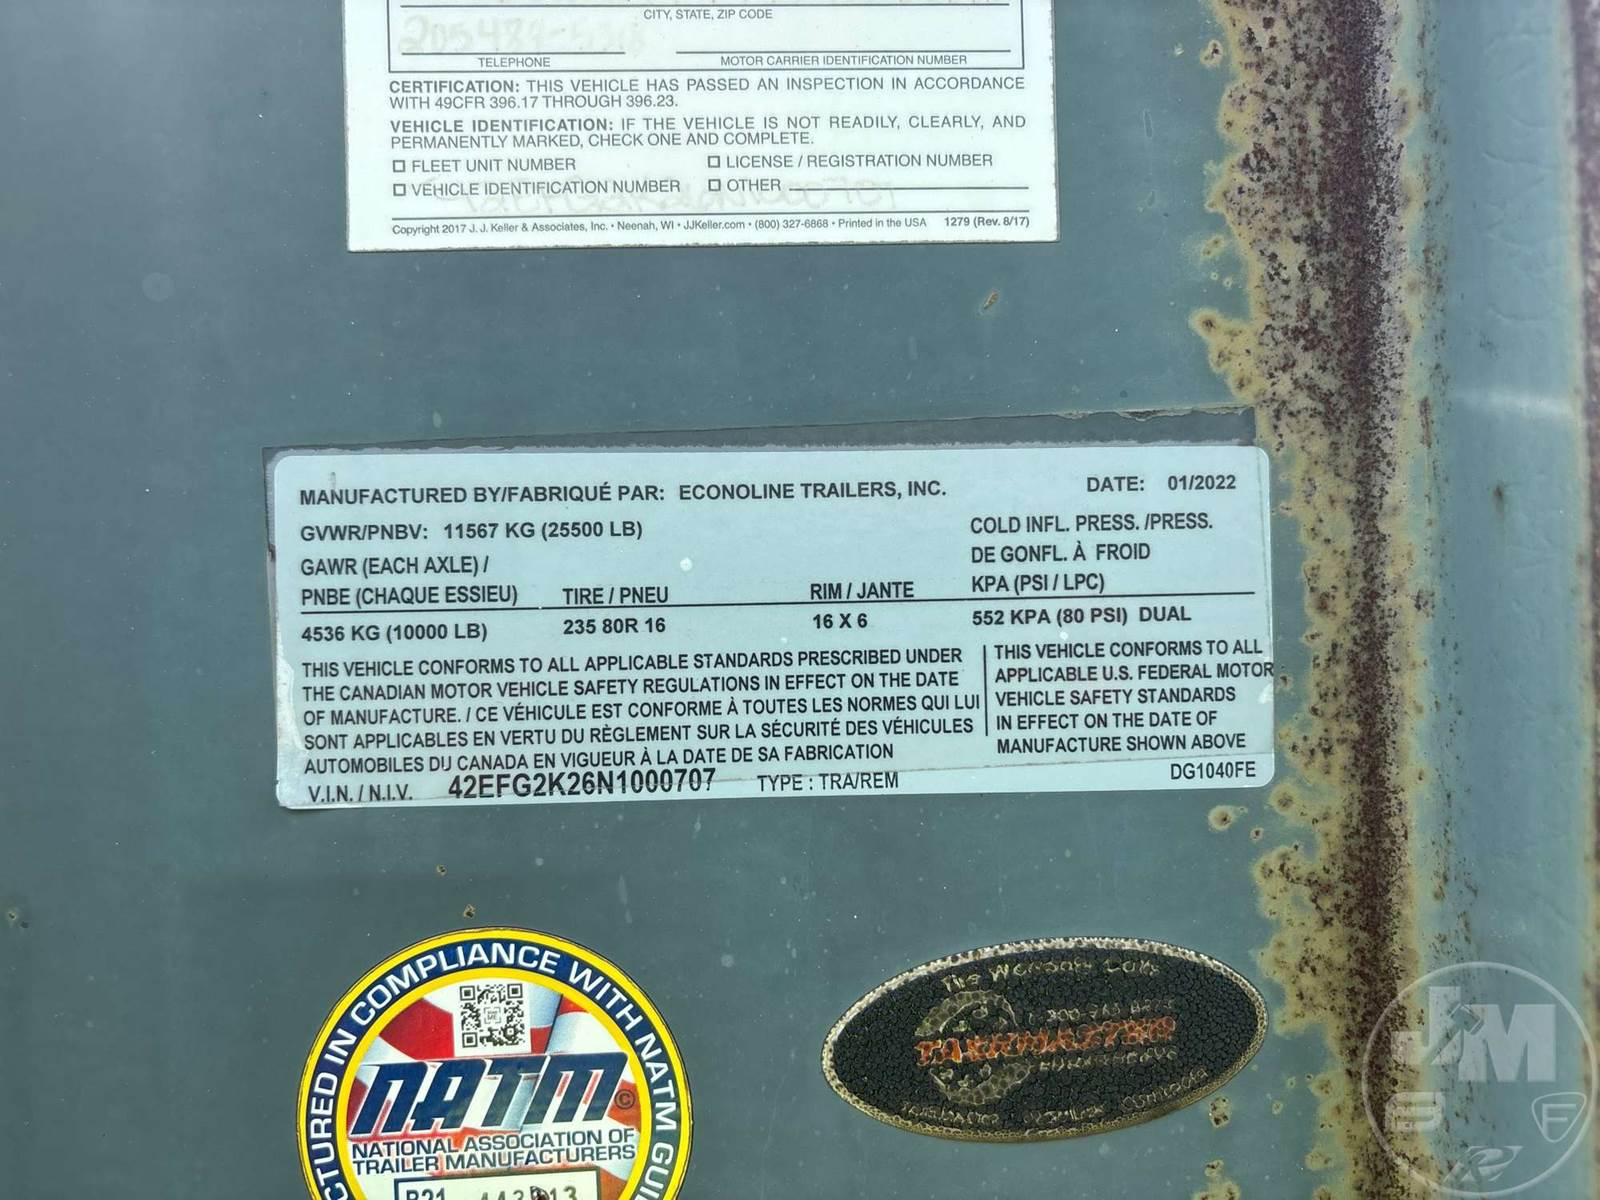 CITY, STATE, ZIP CODE
TELEPHONE MOTOR CARRIER IDENTIFICATION NUMBER
CERTIFICATION: THIS VEHICLE HAS PASSED AN INSPECTION IN ACCORDANCE
WITH 49CFR 396.17 THROUGH 396.23.
VEHICLE IDENTIFICATION: IF THE VEHICLE IS NOT READILY, CLEARLY, AND
PERMANENTLY MARKED, CHECK ONE AND COMPLETE.
☐ FLEET UNIT NUMBER ☐ LICENSE / REGISTRATION NUMBER
☐ VEHICLE IDENTIFICATION NUMBER ☐ OTHER
Copyright 2017 J. J. Keller & Associates, Inc. • Neenah, WI • JJKeller.com • (800) 327-6868 • Printed in the USA 1279 (Rev. 8/17)
MANUFACTURED BY/FABRIQUÉ PAR: ECONOLINE TRAILERS, INC. DATE: 01/2022
GVWR/PNBV: 11567 KG (25500 LB)
COLD INFL. PRESS. /PRESS.
GAWR (EACH AXLE) / DE GONFL. À FROID
PNBE (CHAQUE ESSIEU) TIRE / PNEU RIM / JANTE KPA (PSI / LPC)
4536 KG (10000 LB) 235 80R 16 16 X 6 552 KPA (80 PSI) DUAL
THIS VEHICLE CONFORMS TO ALL APPLICABLE STANDARDS PRESCRIBED UNDER
THE CANADIAN MOTOR VEHICLE SAFETY REGULATIONS IN EFFECT ON THE DATE
OF MANUFACTURE. / CE VÉHICULE EST CONFORME À TOUTES LES NORMES QUI LUI
SONT APPLICABLES EN VERTU DU RÈGLEMENT SUR LA SÉCURITÉ DES VÉHICULES
AUTOMOBILES DU CANADA EN VIGUEUR À LA DATE DE SA FABRICATION
THIS VEHICLE CONFORMS TO ALL
APPLICABLE U.S. FEDERAL MOTOR
VEHICLE SAFETY STANDARDS
IN EFFECT ON THE DATE OF
MANUFACTURE SHOWN ABOVE
V.I.N. / N.I.V. 42EFG2K26N1000707 TYPE : TRA/REM DG1040FE
IN COMPLIANCE WITH NATM
NATM©
NATIONAL ASSOCIATION OF
TRAILER MANUFACTURERS
JM